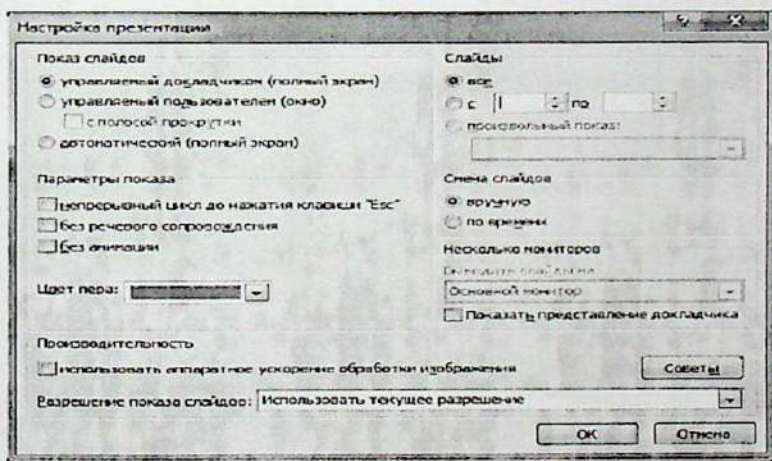 Настройка презентации
Показ слайдов
управляемый докладчиком (полный экран)
управляемый пользователем (окно)
с полосой прокрутки
автоматический (полный экран)
Слайды
все
с по
произвольный показ:
Параметры показа
непрерывный цикл до нажатия клавиши "Esc"
без речевого сопровождения
без анимации
Цвет пера:
Смена слайдов
вручную
по времени
Несколько мониторов
Выводить слайды на
Основной монитор
Показать представление докладчика
Производительность
использовать аппаратное ускорение обработки изображения
Советы
Разрешение показа слайдов: Использовать текущее разрешение
ОК
Отмена